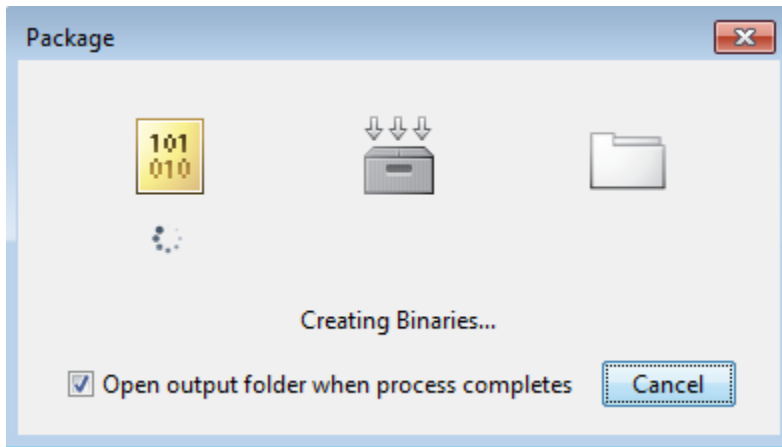 Package
101
010
Creating Binaries...
Open output folder when process completes
Cancel